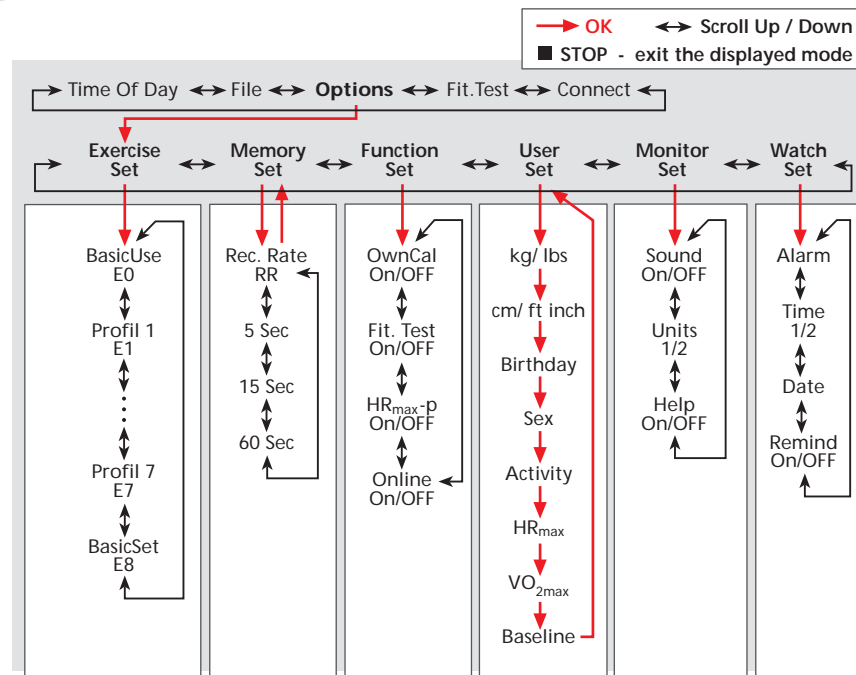 OK Scroll Up / Down
STOP - exit the displayed mode
Time Of Day File Options Fit.Test Connect
Exercise Set
Memory Set
Function Set
User Set
Monitor Set
Watch Set
BasicUse
E0
Profil 1
E1
Profil 7
E7
BasicSet
E8
Rec. Rate
RR
5 Sec
15 Sec
60 Sec
OwnCal
On/OFF
Fit. Test
On/OFF
HRmax-p
On/OFF
Online
On/OFF
kg/ lbs
cm/ ft inch
Birthday
Sex
Activity
HRmax
VO2max
Baseline
Sound
On/OFF
Units
1/2
Help
On/OFF
Alarm
Time
1/2
Date
Remind
On/OFF